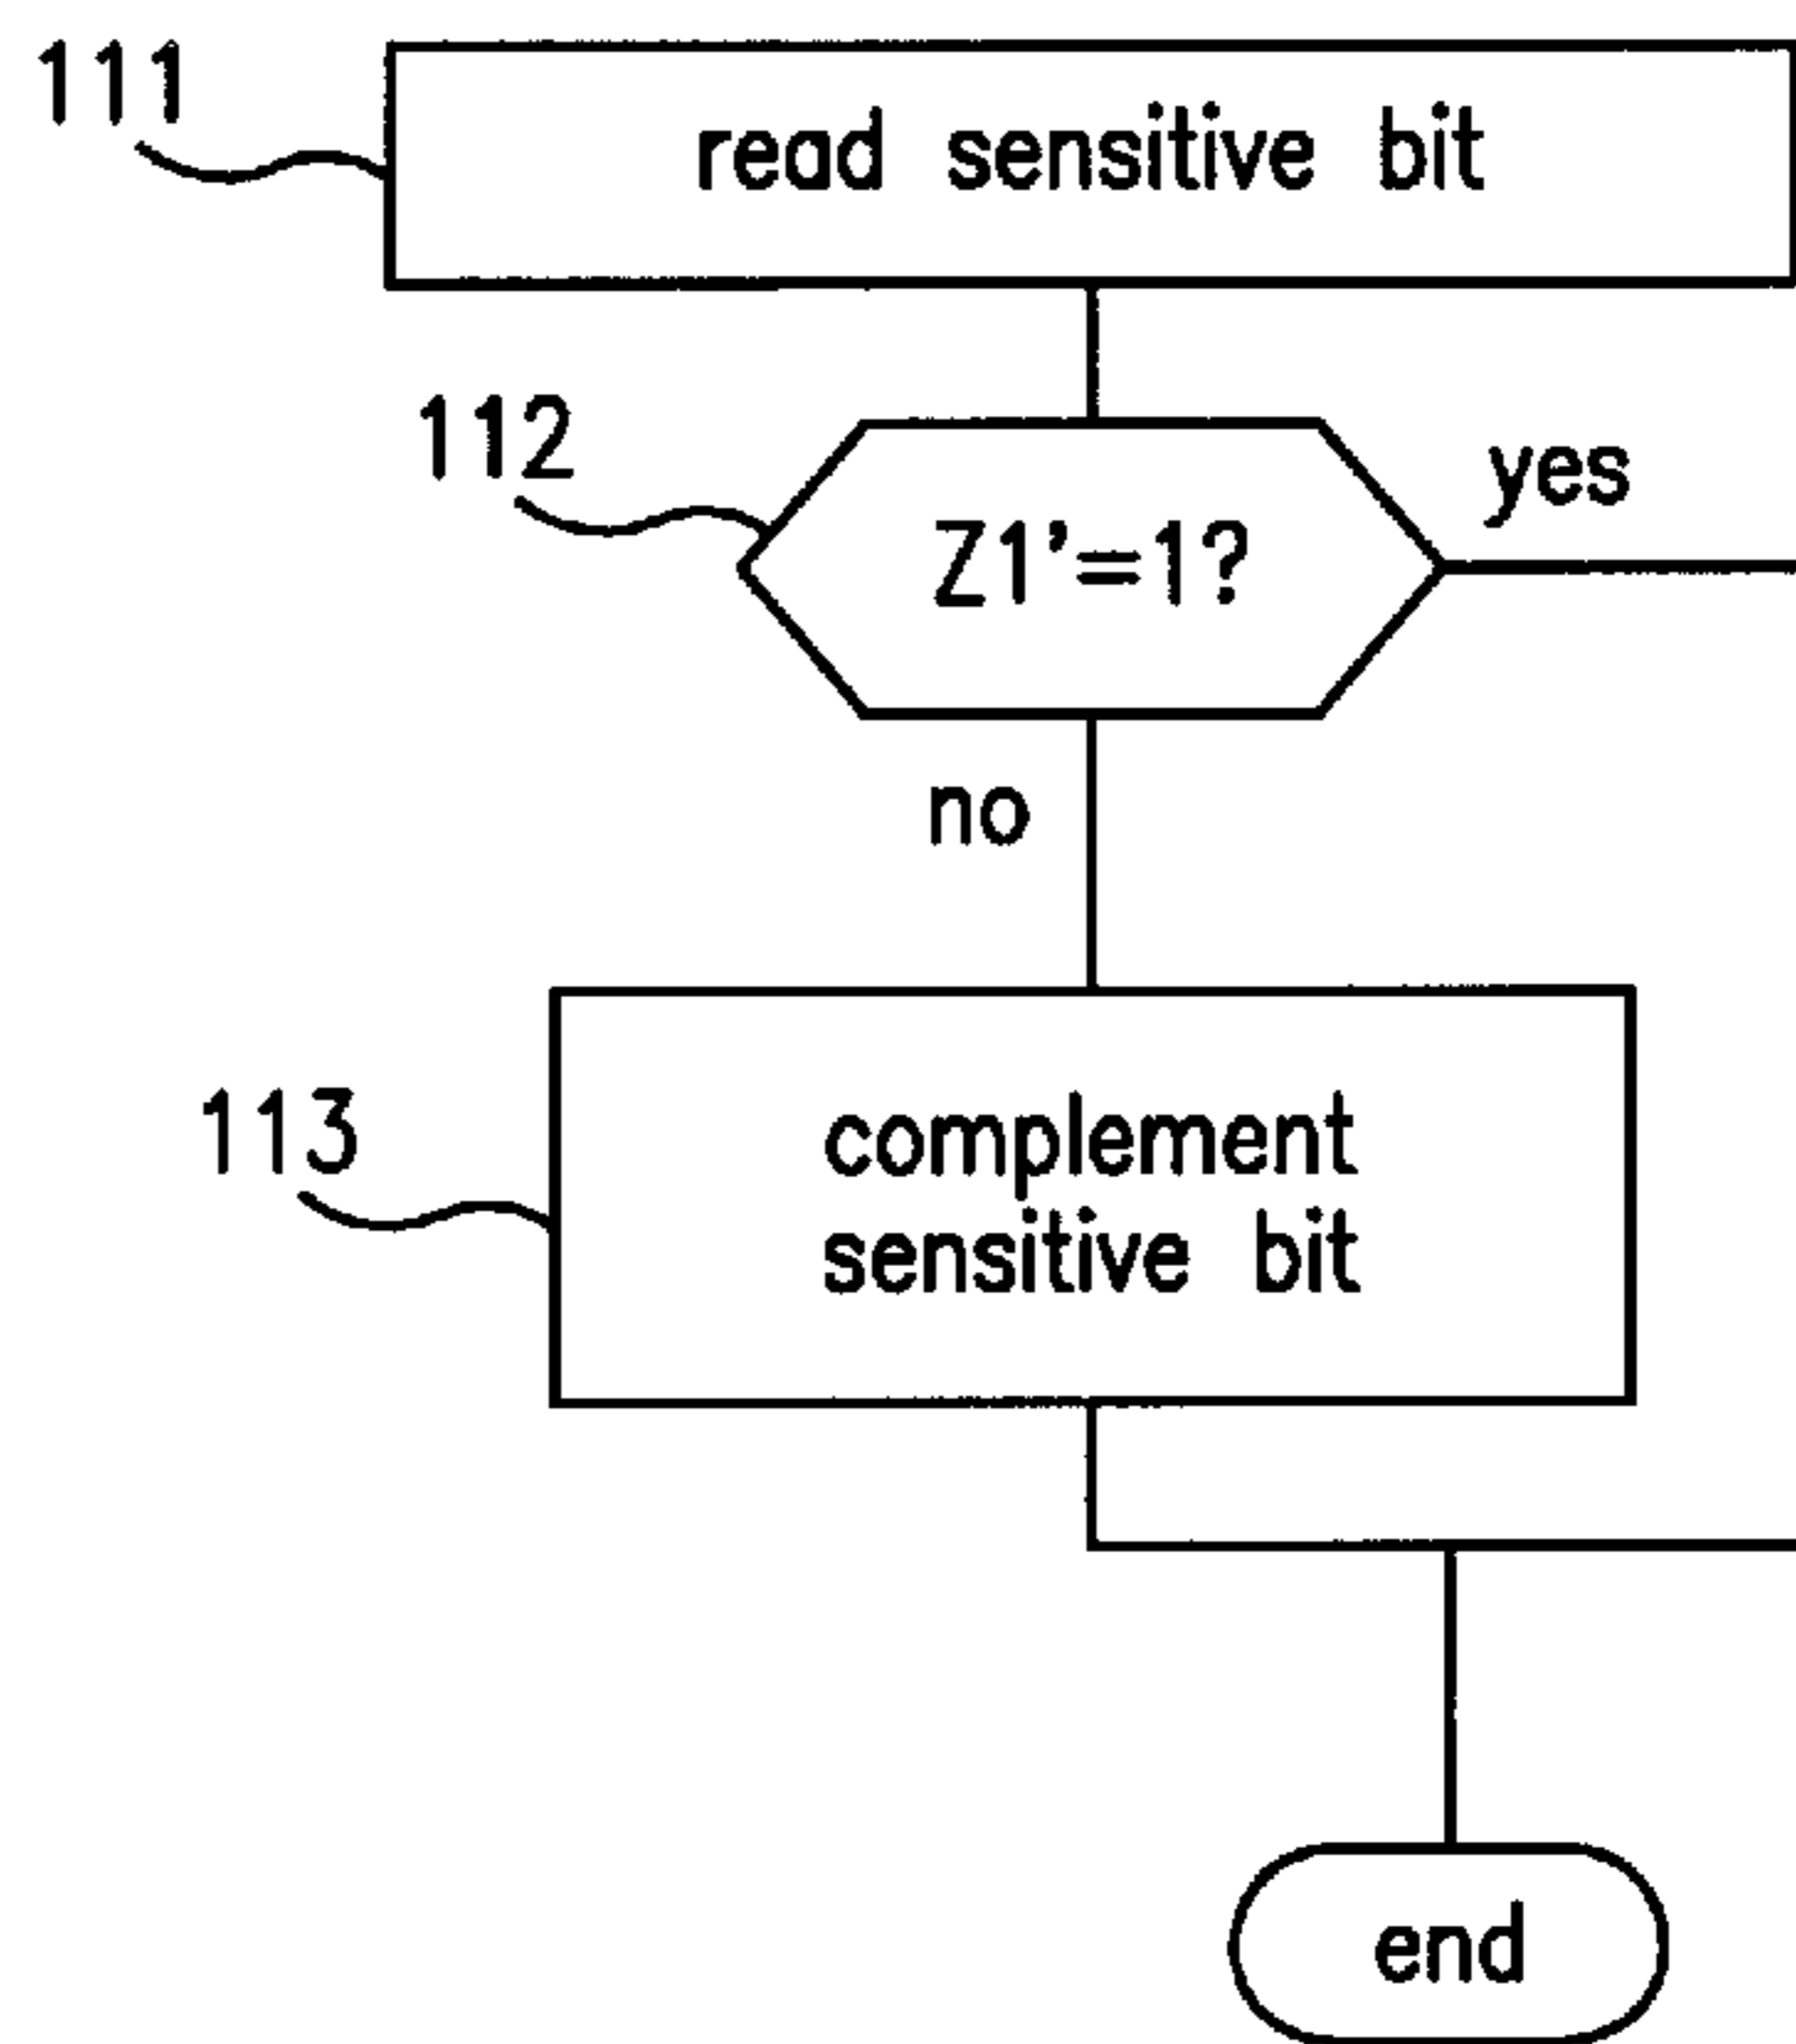 111
read sensitive bit
112
Z1'=1?
yes
no
113
complement
sensitive bit
end